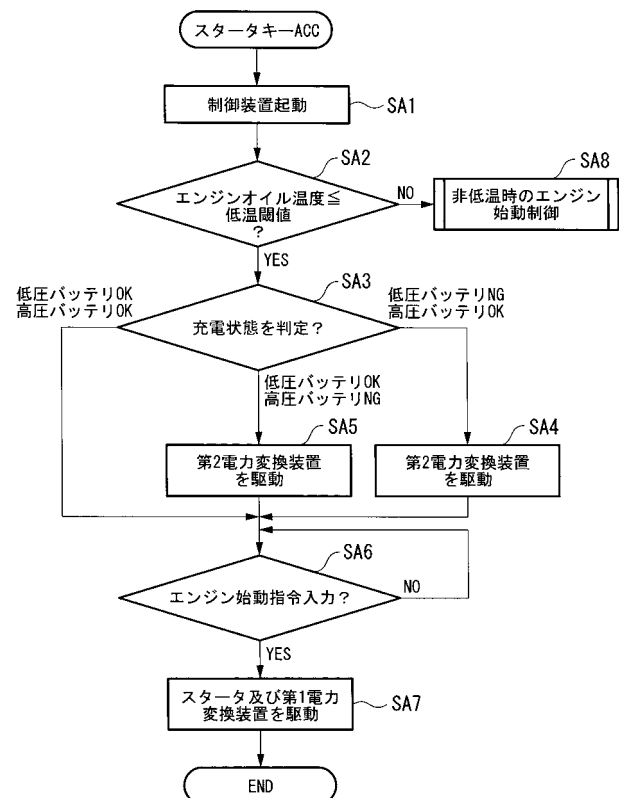 スタータキーACC
制御装置起動
SA1
SA2
エンジンオイル温度≦
低温閾値
?
NO
SA8
非低温時のエンジン
始動制御
YES
SA3
低圧バッテリOK
高圧バッテリOK
充電状態を判定?
低圧バッテリNG
高圧バッテリOK
低圧バッテリOK
高圧バッテリNG
SA5
第2電力変換装置
を駆動
SA4
第2電力変換装置
を駆動
SA6
エンジン始動指令入力?
NO
YES
スタータ及び第1電力
変換装置を駆動
SA7
END